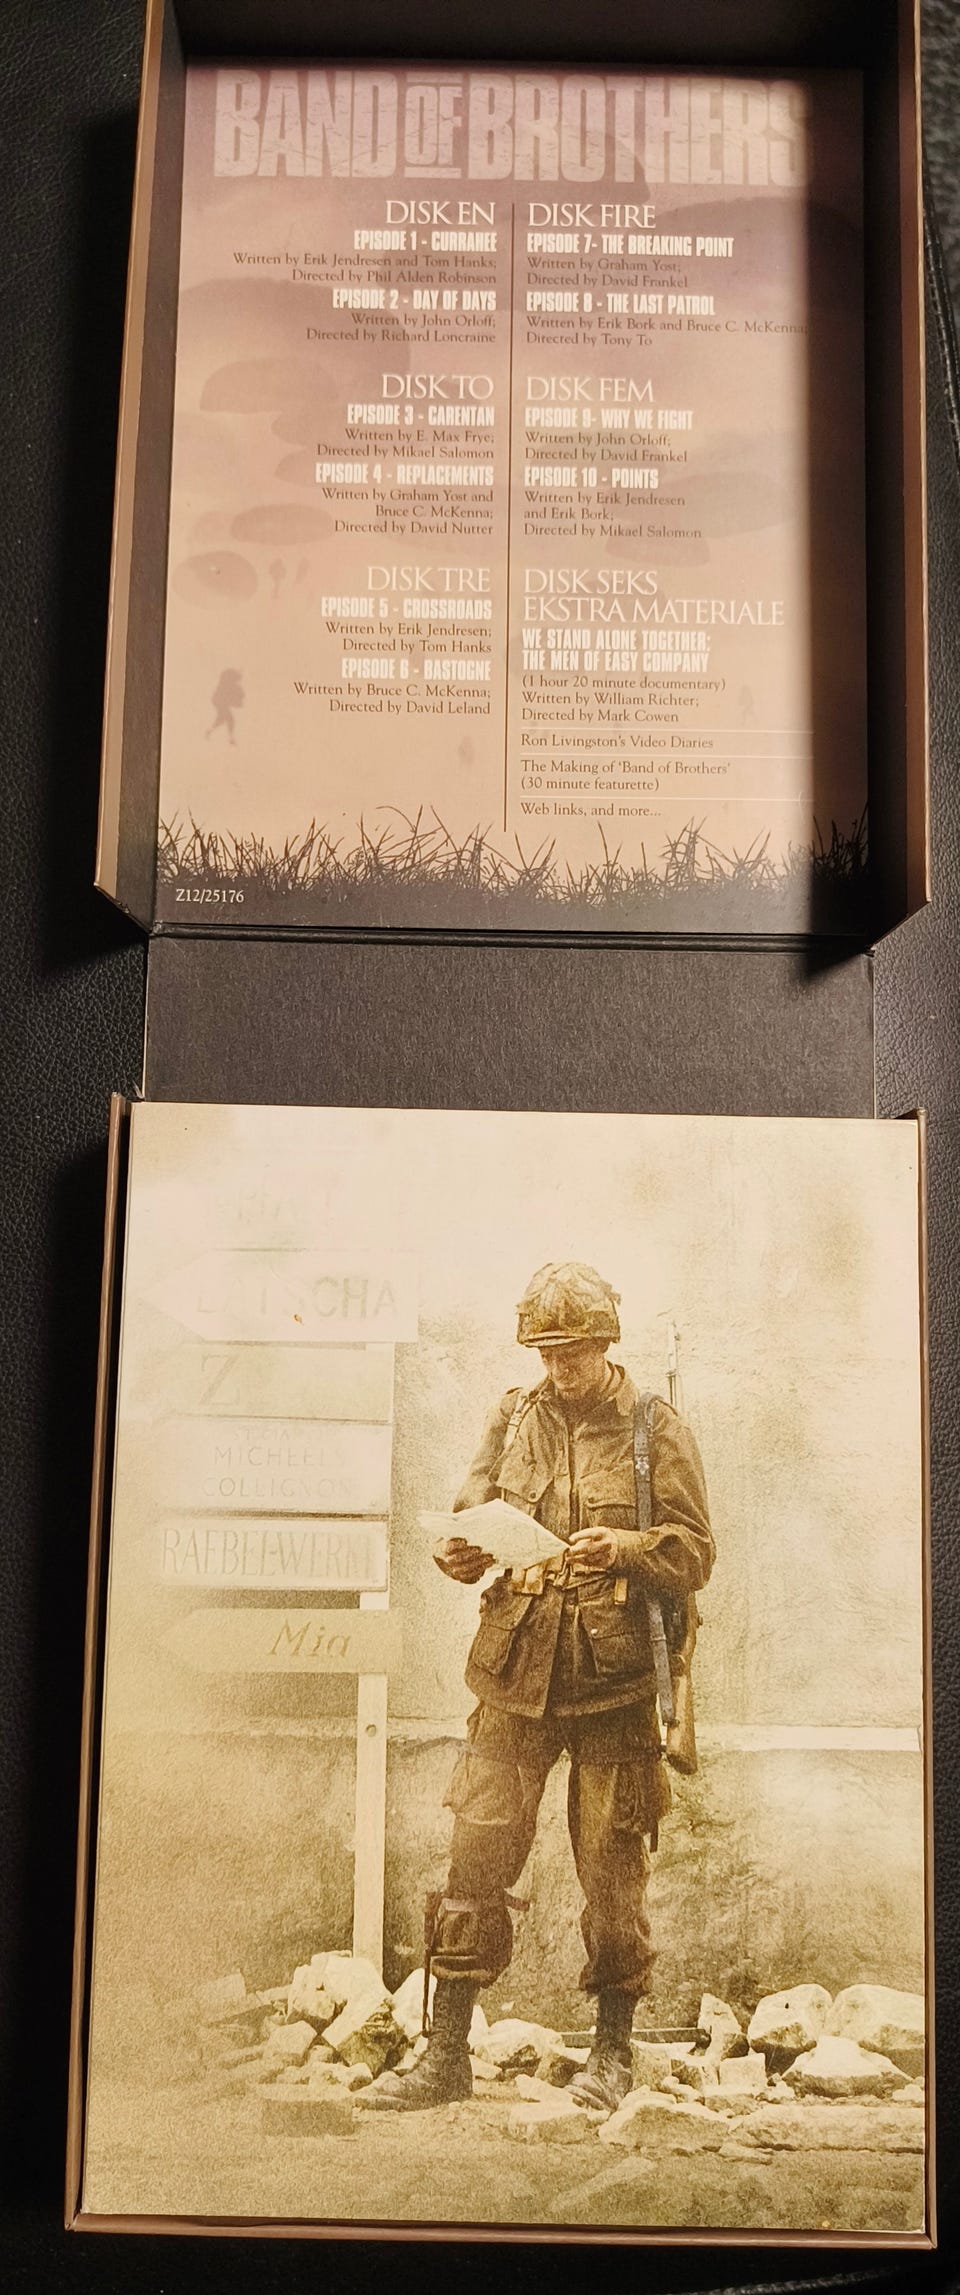 BAND OF BROTHERS
DISK EN
EPISODE 1 - CURRAHEE
Written by Erik Jendresen and Tom Hanks;
Directed by Phil Alden Robinson
EPISODE 2 - DAY OF DAYS
Written by John Orloff;
Directed by Richard Loncraine
DISK TO
EPISODE 3 - CARENTAN
Written by E. Max Frye;
Directed by Mikael Salomon
EPISODE 4 - REPLACEMENTS
Written by Graham Yost and
Bruce C. McKenna;
Directed by David Nutter
DISK TRE
EPISODE 5 - CROSSROADS
Written by Erik Jendresen;
Directed by Tom Hanks
EPISODE 6 - BASTOGNE
Written by Bruce C. McKenna;
Directed by David Leland
DISK FIRE
EPISODE 7- THE BREAKING POINT
Written by Graham Yost;
Directed by David Frankel
EPISODE 8 - THE LAST PATROL
Written by Erik Bork and Bruce C. McKenna;
Directed by Tony To
DISK FEM
EPISODE 9- WHY WE FIGHT
Written by John Orloff;
Directed by David Frankel
EPISODE 10 - POINTS
Written by Erik Jendresen
and Erik Bork;
Directed by Mikael Salomon
DISK SEKS
EKSTRA MATERIALE
WE STAND ALONE TOGETHER:
THE MEN OF EASY COMPANY
(1 hour 20 minute documentary)
Written by William Richter;
Directed by Mark Cowen
Ron Livingston's Video Diaries
The Making of 'Band of Brothers'
(30 minute featurette)
Web links, and more...
Z12/25176
MICHEELS
COLLIGNON
Mia